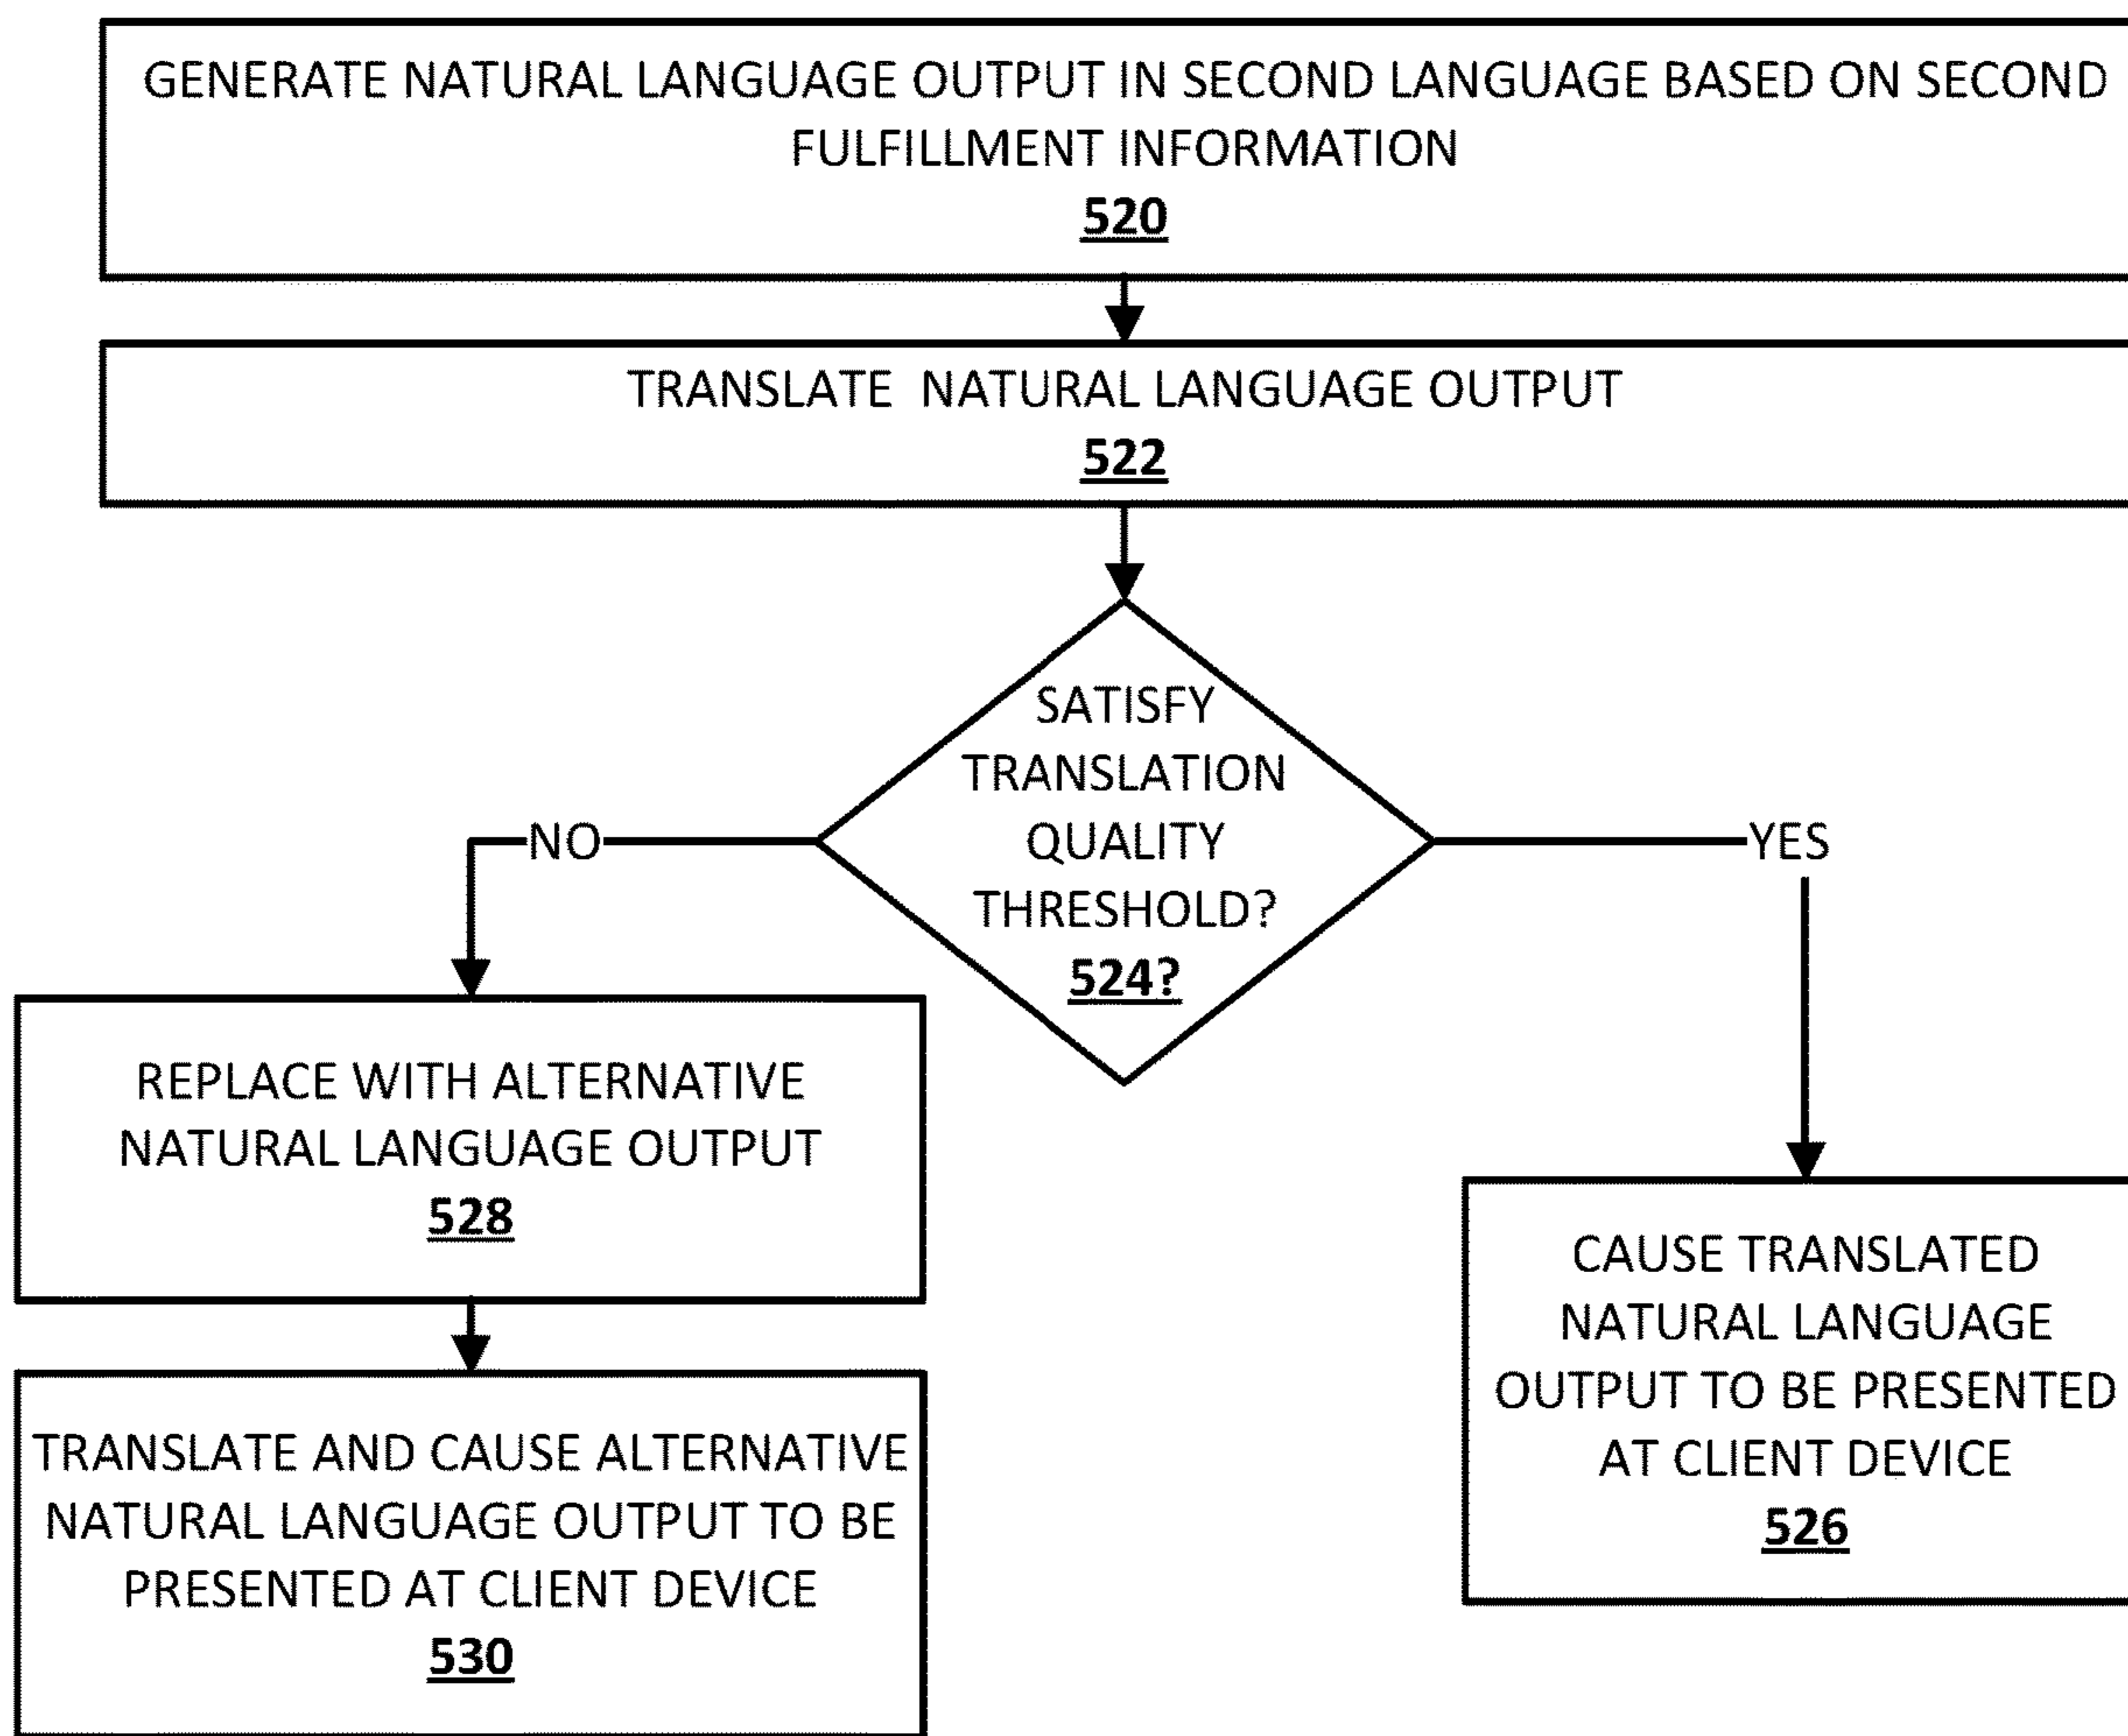 GENERATE NATURAL LANGUAGE OUTPUT IN SECOND LANGUAGE BASED ON SECOND
FULFILLMENT INFORMATION
520
TRANSLATE NATURAL LANGUAGE OUTPUT
522
SATISFY
TRANSLATION
QUALITY
THRESHOLD?
524?
NO
YES
REPLACE WITH ALTERNATIVE
NATURAL LANGUAGE OUTPUT
528
TRANSLATE AND CAUSE ALTERNATIVE
NATURAL LANGUAGE OUTPUT TO BE
PRESENTED AT CLIENT DEVICE
530
CAUSE TRANSLATED
NATURAL LANGUAGE
OUTPUT TO BE PRESENTED
AT CLIENT DEVICE
526